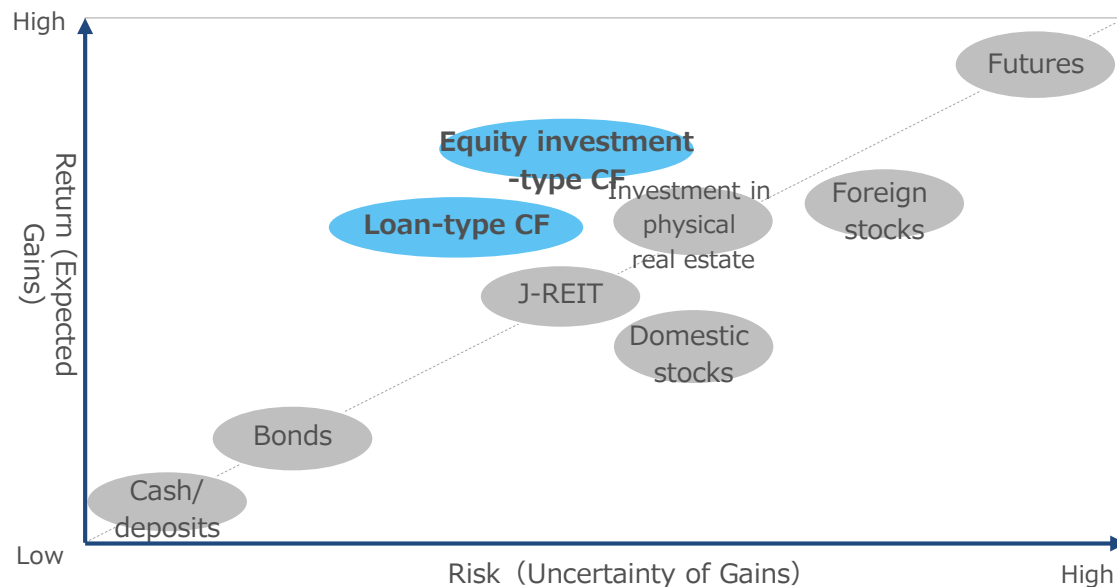 High
Futures
Equity investment
-type CF
Investment in
physical
real estate
Foreign
stocks
Loan-type CF
Return (Expected
Gains)
J-REIT
Domestic
stocks
Bonds
Cash/
deposits
Low
Risk（Uncertainty of Gains）
High